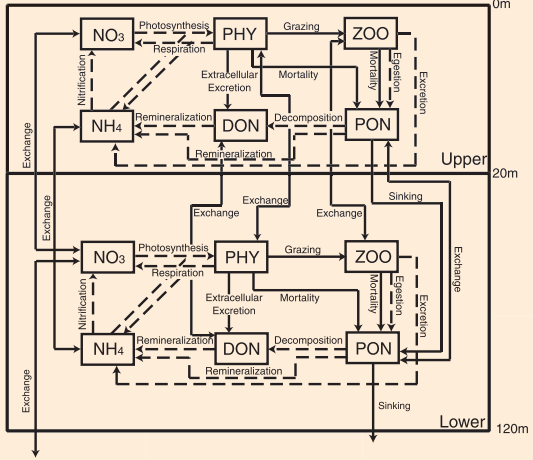 0m
NO3
Photosynthesis
PHY
Grazing
ZOO
Respiration
Extracellular
Excretion
Mortality
Mortality
Egestion
Excretion
Nitrification
NH4
Remineralization
DON
Decomposition
PON
Remineralization
Exchange
Upper
20m
Exchange
Exchange
Exchange
Exchange
Sinking
Exchange
NO3
Photosynthesis
PHY
Grazing
ZOO
Respiration
Extracellular
Excretion
Mortality
Mortality
Egestion
Excretion
Nitrification
NH4
Remineralization
DON
Decomposition
PON
Remineralization
Exchange
Sinking
Lower
120m